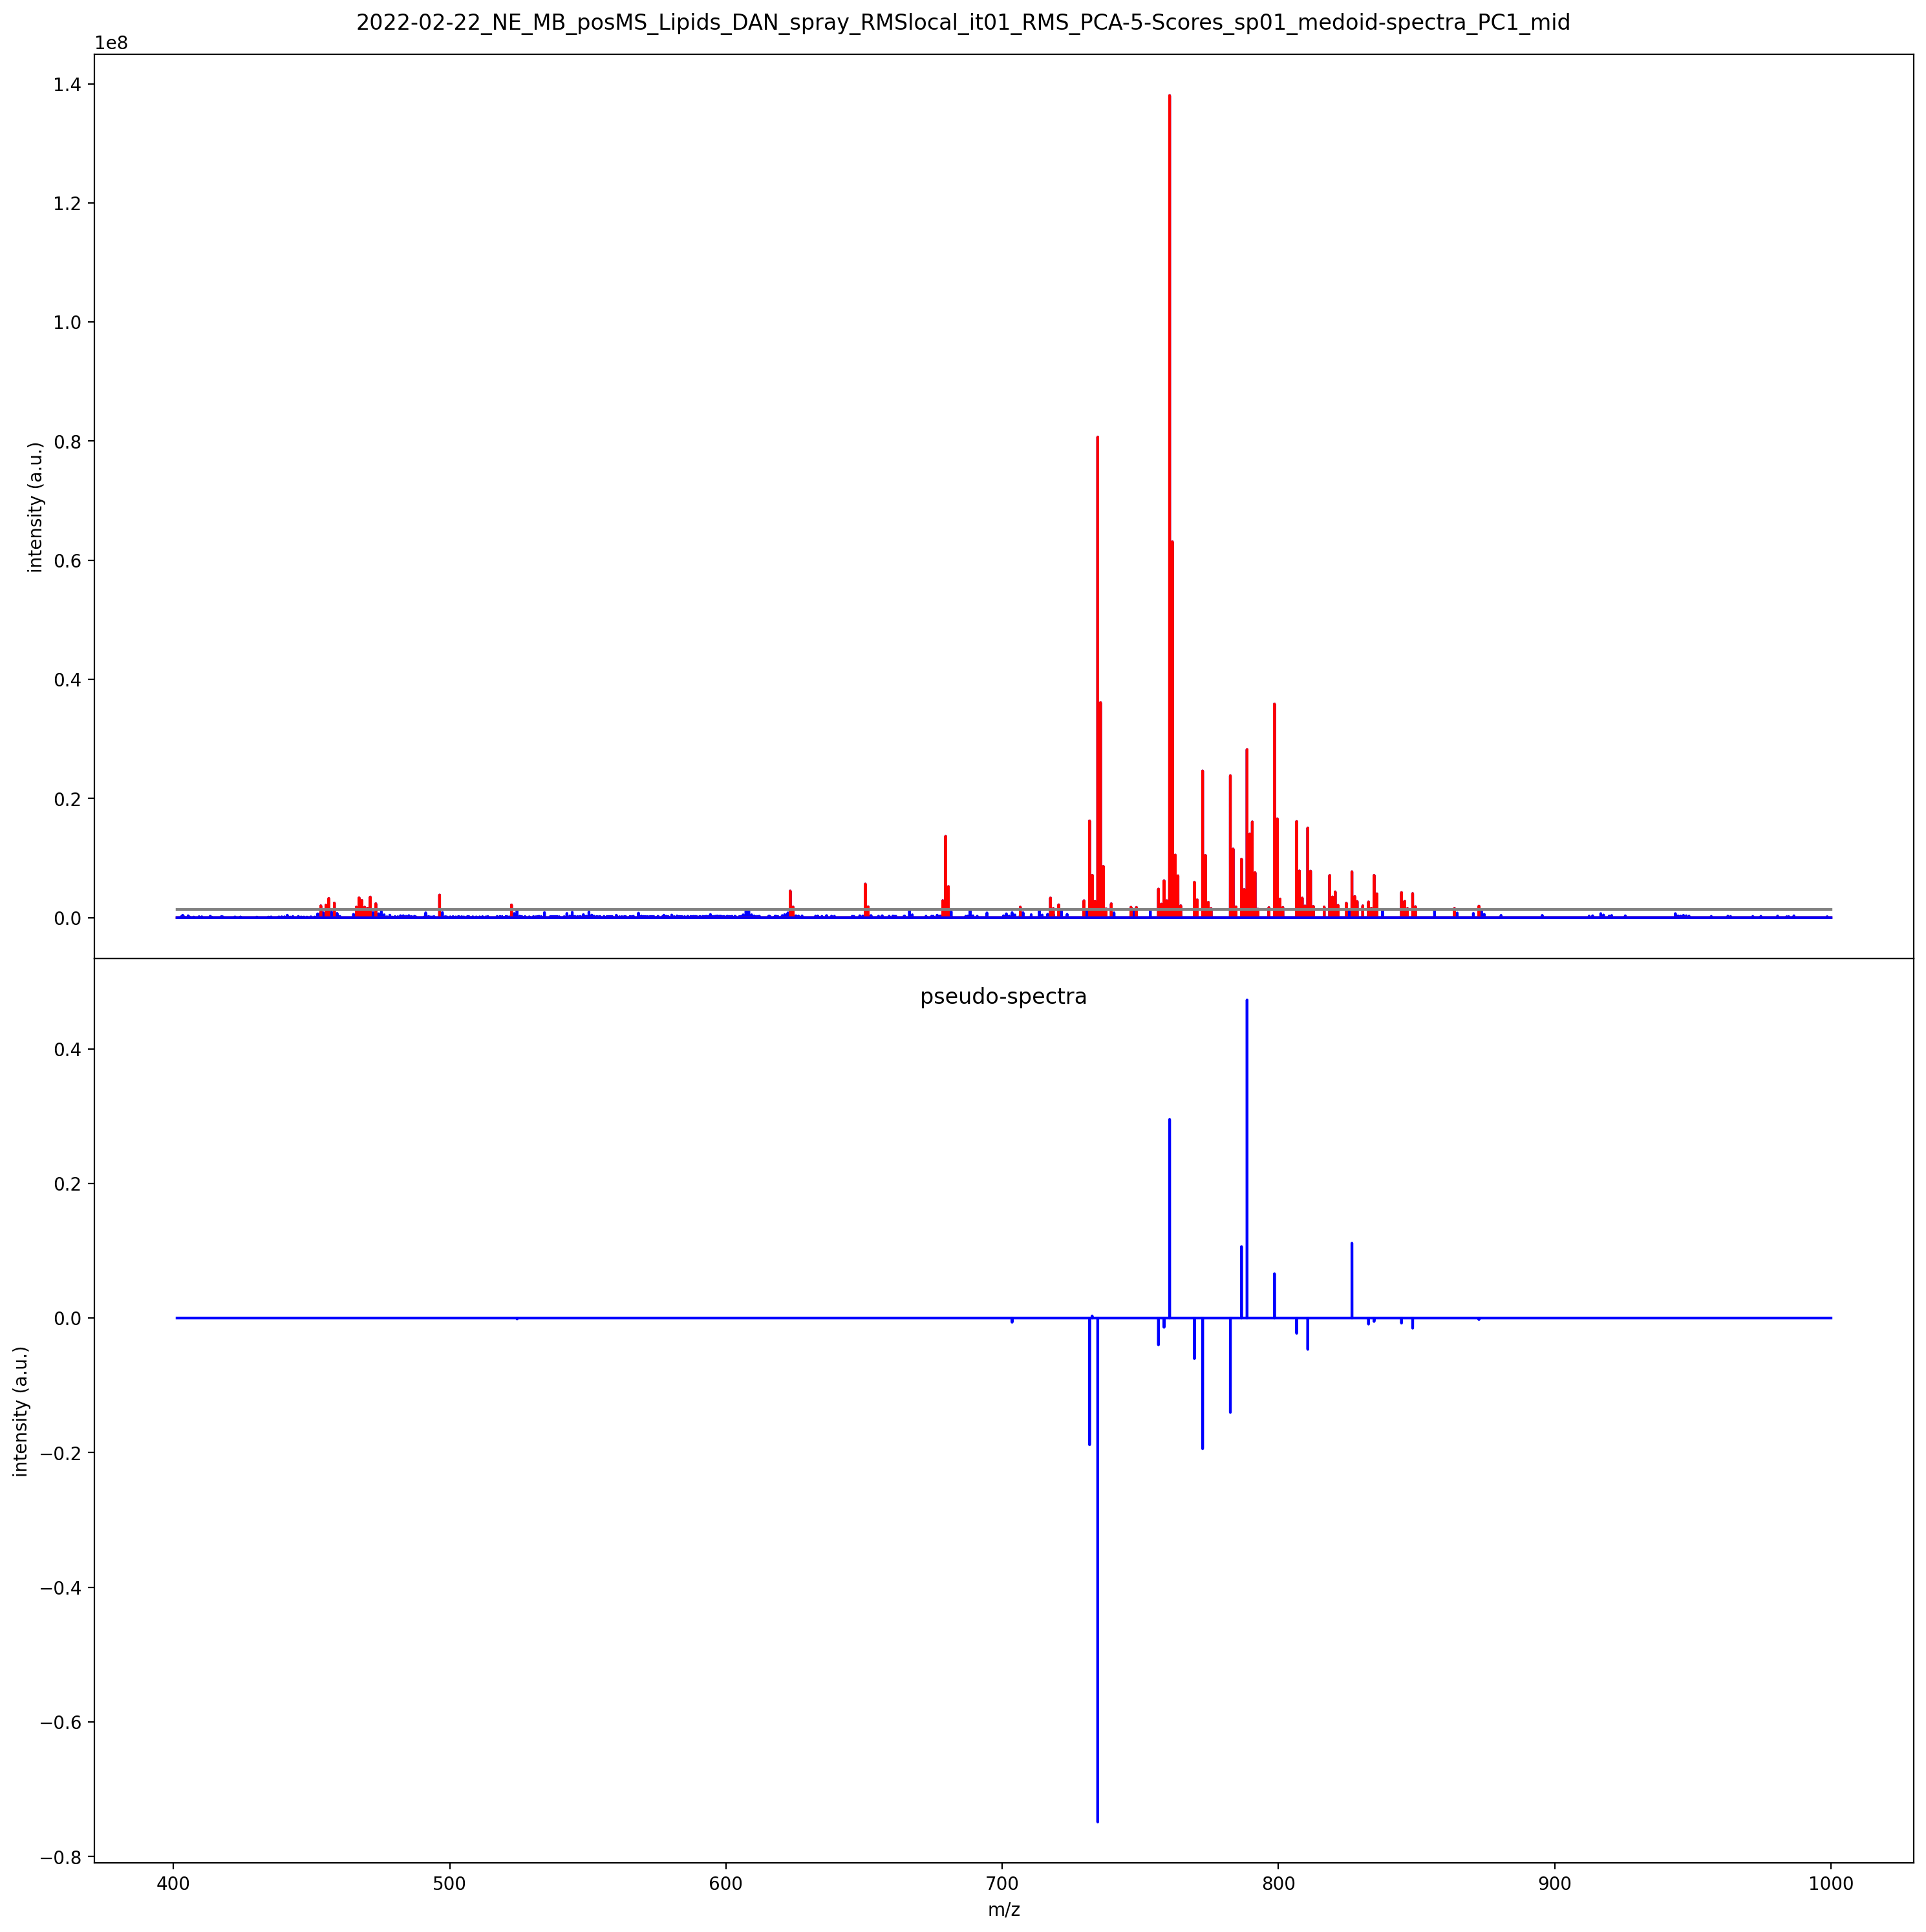 2022-02-22_NE_MB_posMS_Lipids_DAN_spray_RMSlocal_it01_RMS_PCA-5-Scores_sp01_medoid-spectra_PC1_mid
1e8
1.4
1.2
1.0
0.8
0.6
0.4
0.2
0.0
intensity (a.u.)
pseudo-spectra
0.4
0.2
0.0
−0.2
−0.4
−0.6
−0.8
intensity (a.u.)
400 500 600 700 800 900 1000
m/z